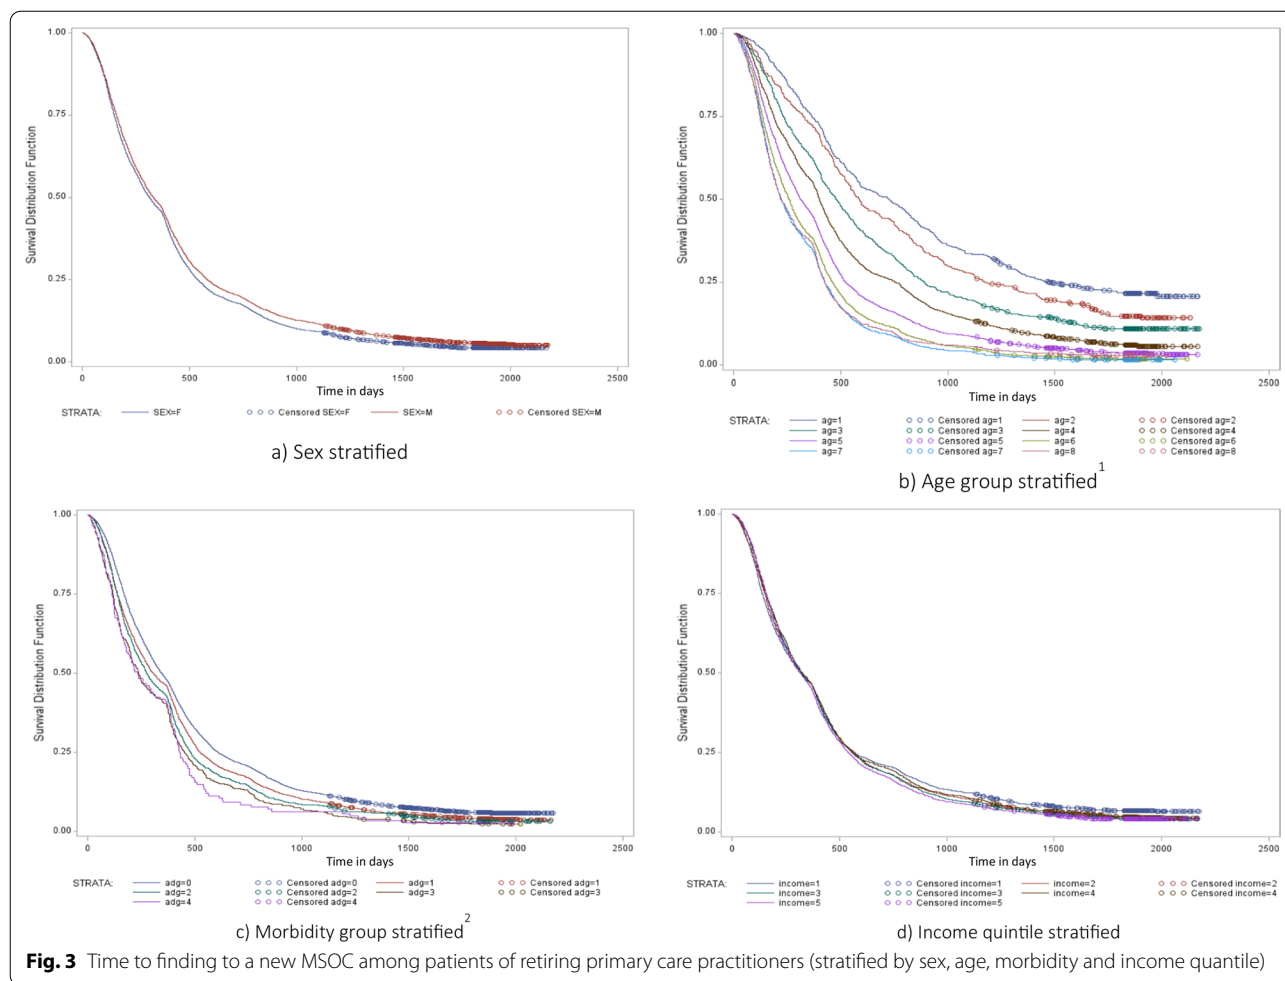 1.00
0.75
0.50
0.25
0.00
Survival Distribution Function
0 500 1000 1500 2000 2500
Time in days
STRATA: SEX=F Censored SEX=F SEX=M Censored SEX=M
a) Sex stratified
1.00
0.75
0.50
0.25
0.00
Survival Distribution Function
0 500 1000 1500 2000 2500
Time in days
STRATA: ag=1 Censored ag=1 ag=2 Censored ag=2
ag=3 Censored ag=3 ag=4 Censored ag=4
ag=5 Censored ag=5 ag=6 Censored ag=6
ag=7 Censored ag=7 ag=8 Censored ag=8
b) Age group stratified1
1.00
0.75
0.50
0.25
0.00
Survival Distribution Function
0 500 1000 1500 2000 2500
Time in days
STRATA: adg=0 Censored adg=0 adg=1 Censored adg=1
adg=2 Censored adg=2 adg=3 Censored adg=3
adg=4 Censored adg=4
c) Morbidity group stratified2
1.00
0.75
0.50
0.25
0.00
Survival Distribution Function
0 500 1000 1500 2000 2500
Time in days
STRATA: income=1 Censored income=1 income=2 Censored income=2
income=3 Censored income=3 income=4 Censored income=4
income=5 Censored income=5
d) Income quintile stratified
Fig. 3 Time to finding to a new MSOC among patients of retiring primary care practitioners (stratified by sex, age, morbidity and income quantile)